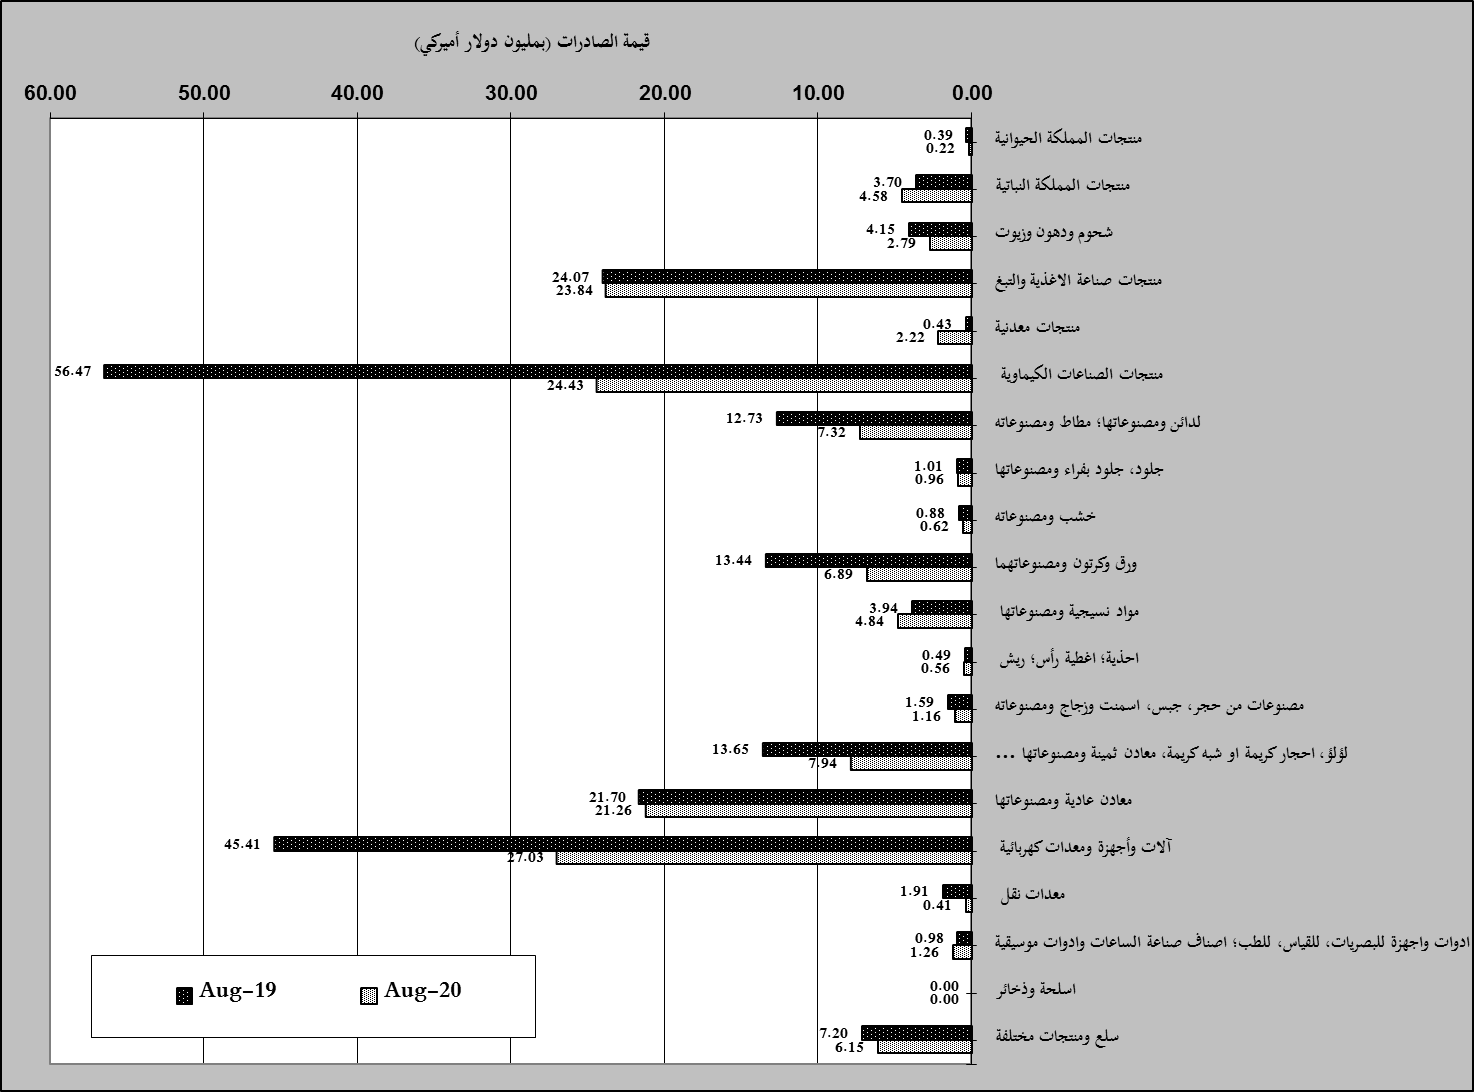 قيمة الصادرات (بمليون دولار أميركي)
60.00 50.00 40.00 30.00 20.00 10.00 0.00
منتجات المملكة الحيوانية
0.39
0.22
منتجات المملكة النباتية
3.70
4.58
شحوم ودهون وزيوت
4.15
2.79
منتجات صناعة الاغذية والتبغ
24.07
23.84
منتجات معدنية
0.43
2.22
منتجات الصناعات الكيماوية
56.47
24.43
لدائن ومصنوعاتها؛ مطاط ومصنوعاته
12.73
7.32
جلود، جلود بفراء ومصنوعاتها
1.01
0.96
خشب ومصنوعاته
0.88
0.62
ورق وكرتون ومصنوعاتهما
13.44
6.89
مواد نسيجية ومصنوعاتها
3.94
4.84
احذية؛ اغطية رأس؛ ريش
0.49
0.56
مصنوعات من حجر، جبس، اسمنت وزجاج ومصنوعاته
1.59
1.16
لؤلؤ، احجار كريمة او شبه كريمة، معادن ثمينة ومصنوعاتها ...
13.65
7.94
معادن عادية ومصنوعاتها
21.70
21.26
آلات وأجهزة ومعدات كهربائية
45.41
27.03
معدات نقل
1.91
0.41
ادوات واجهزة للبصريات، للقياس، للطب؛ اصناف صناعة الساعات وادوات موسيقية
0.98
1.26
اسلحة وذخائر
0.00
0.00
سلع ومنتجات مختلفة
7.20
6.15
Aug-19 Aug-20